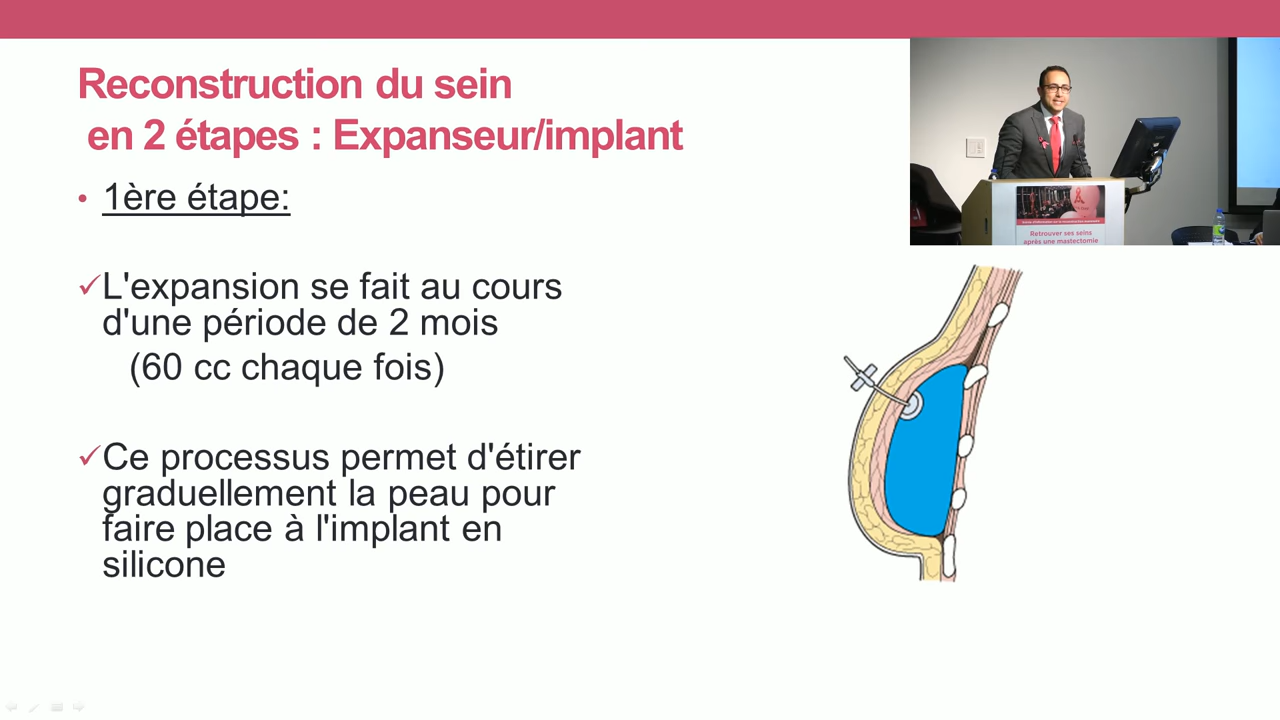 Reconstruction du sein
en 2 étapes : Expanseur/implant
• 1ère étape:
✓L'expansion se fait au cours
d'une période de 2 mois
(60 cc chaque fois)
✓Ce processus permet d'étirer
graduellement la peau pour
faire place à l'implant en
silicone
Retrouver ses seins
après une mastectomie